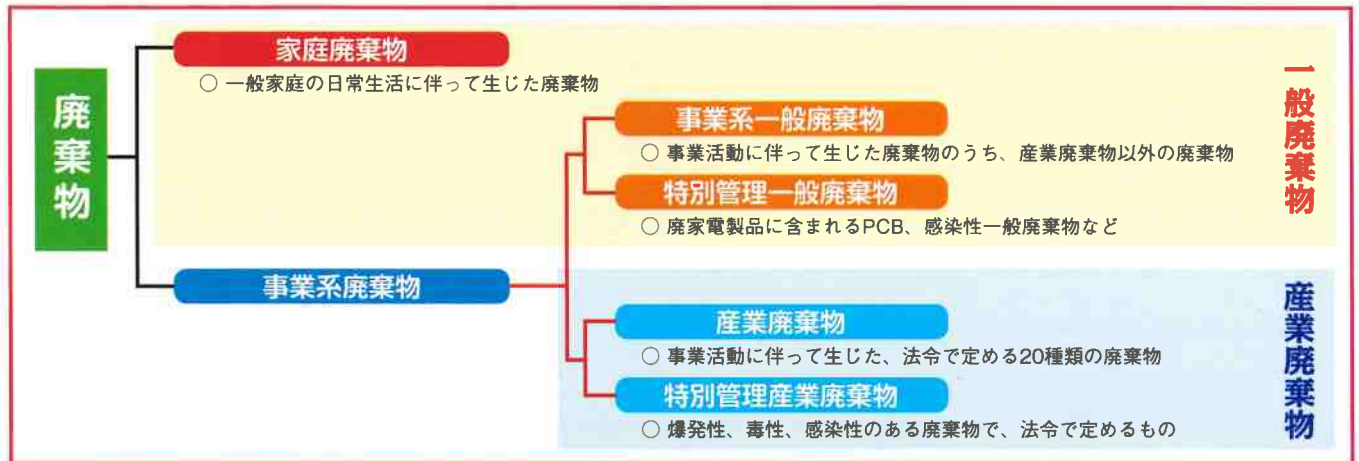 廃棄物
家庭廃棄物
○ 一般家庭の日常生活に伴って生じた廃棄物
事業系一般廃棄物
○ 事業活動に伴って生じた廃棄物のうち、産業廃棄物以外の廃棄物
特別管理一般廃棄物
○ 廃家電製品に含まれるPCB、感染性一般廃棄物など
一般廃棄物
事業系廃棄物
産業廃棄物
○ 事業活動に伴って生じた、法令で定める20種類の廃棄物
特別管理産業廃棄物
○ 爆発性、毒性、感染性のある廃棄物で、法令で定めるもの
産業廃棄物